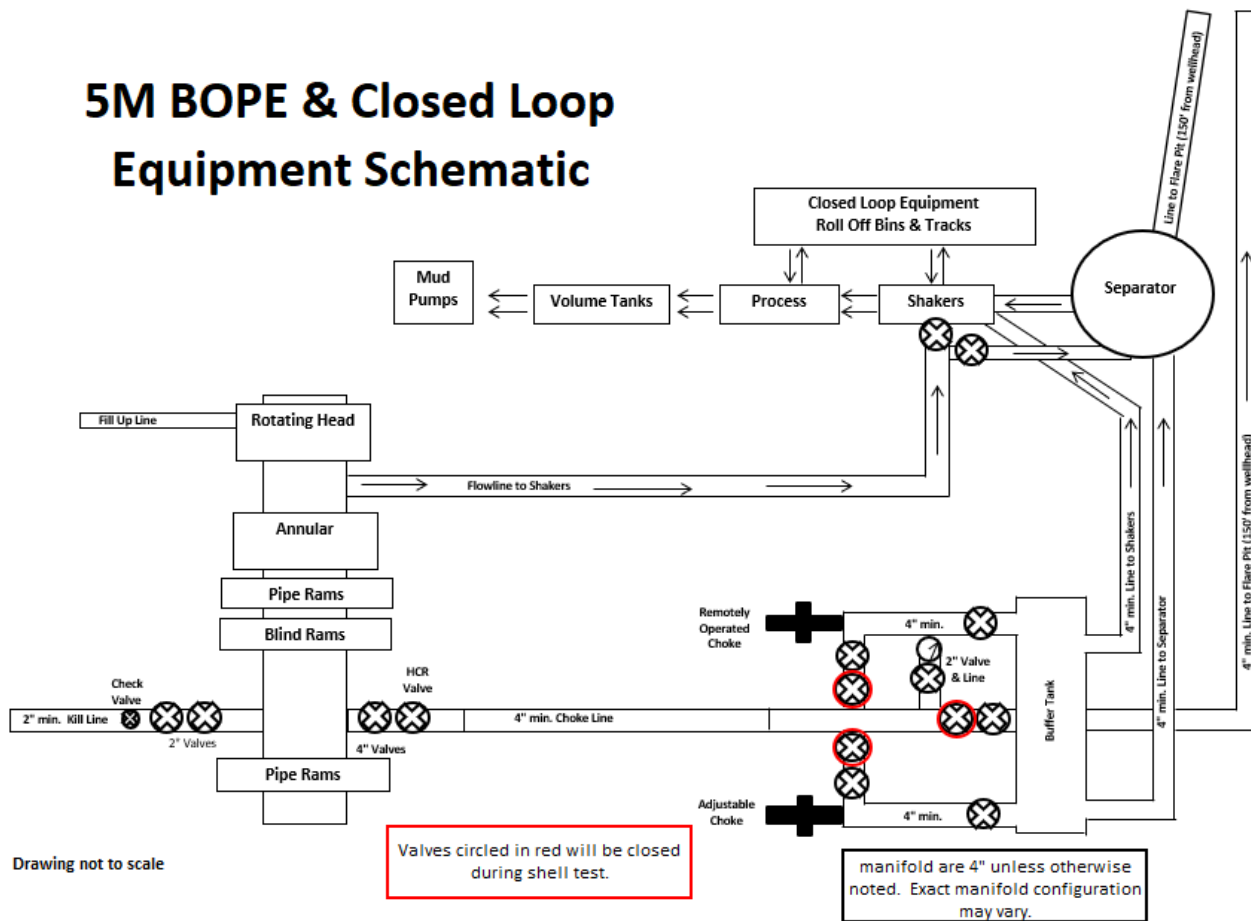 5M BOPE & Closed Loop
Equipment Schematic
Line to Flare Pit (150' from wellhead)
Closed Loop Equipment
Roll Off Bins & Tracks
Mud
Pumps
Volume Tanks
Process
Shakers
Separator
Fill Up Line
Rotating Head
Flowline to Shakers
Annular
Pipe Rams
Blind Rams
Check
Valve
HCR
Valve
2" min. Kill Line
2" Valves
4" Valves
4" min. Choke Line
Pipe Rams
Remotely
Operated
Choke
4" min.
2" Valve
& Line
Buffer Tank
Adjustable
Choke
4" min.
4" min. Line to Shakers
4" min. Line to Separator
4" min. Line to Flare Pit (150' from wellhead)
Drawing not to scale
Valves circled in red will be closed
during shell test.
manifold are 4" unless otherwise
noted. Exact manifold configuration
may vary.